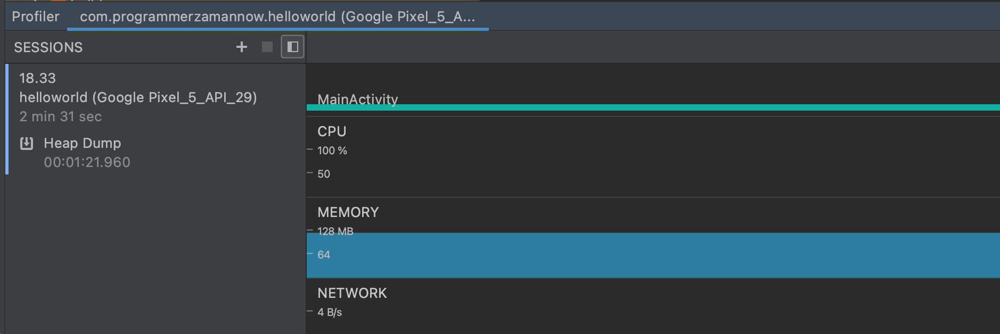 Profiler com.programmerzamannow.helloworld (Google Pixel_5_A...
SESSIONS
18.33
helloworld (Google Pixel_5_API_29)
2 min 31 sec
Heap Dump
00:01:21.960
MainActivity
CPU
100 %
50
MEMORY
128 MB
64
NETWORK
4 B/s